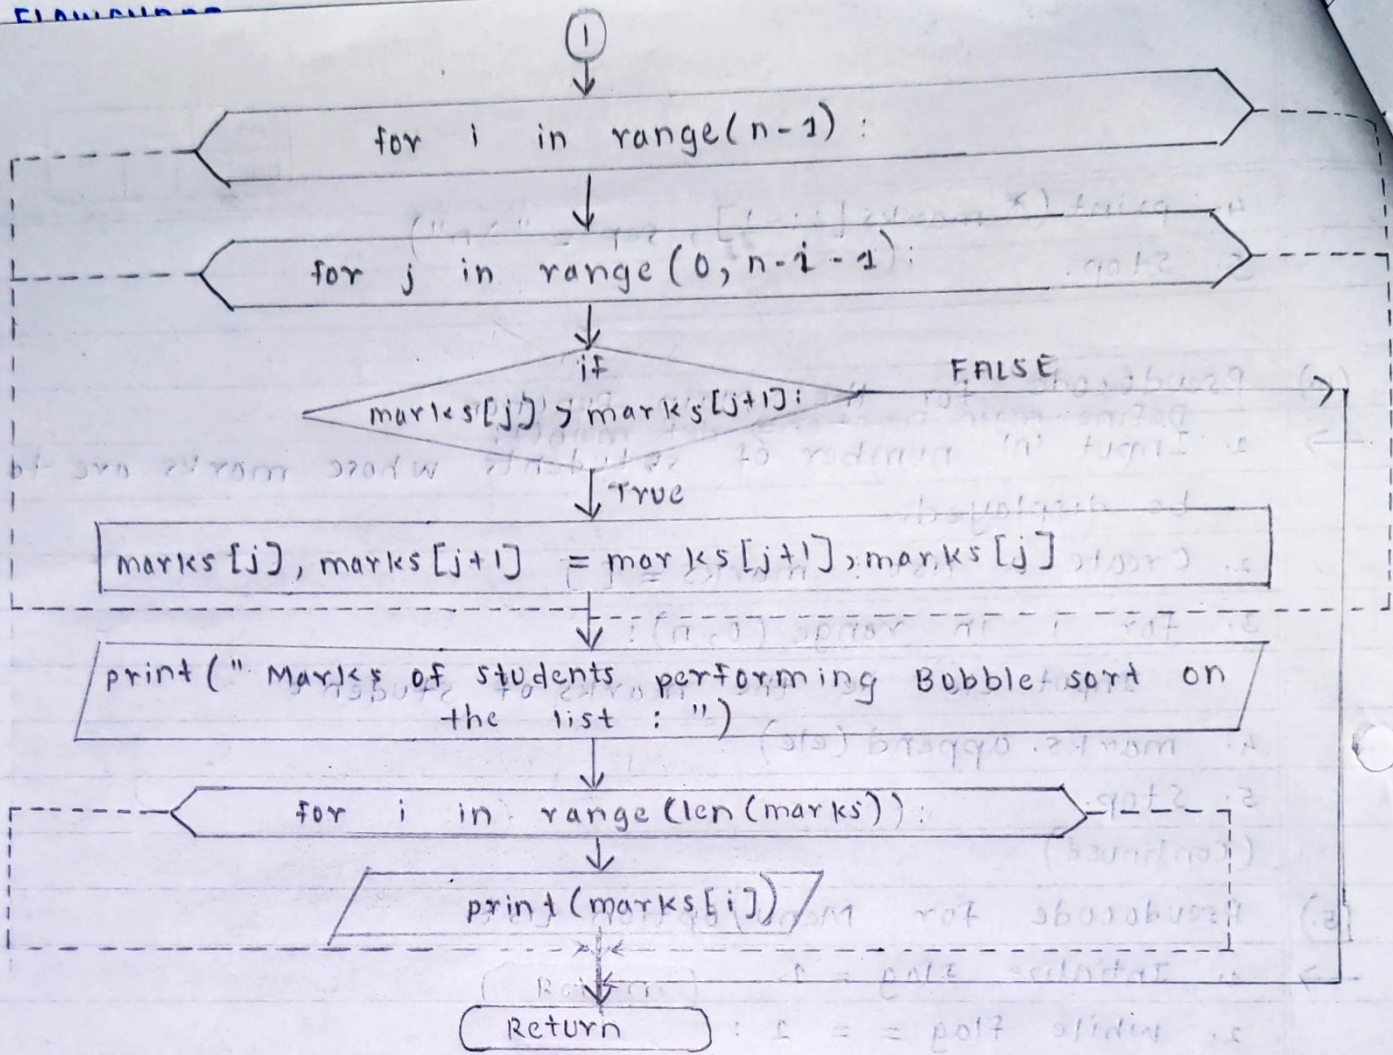 1
for i in range(n-1) :
for j in range (0, n-i-1):
if
marks[j] > marks[j+1]:
FALSE
True
marks[j], marks[j+1] = marks[j+1], marks[j]
print(" Marks of students performing Bubble sort on
the list : ")
for i in range (len (marks)) :
print (marks[i])
Return